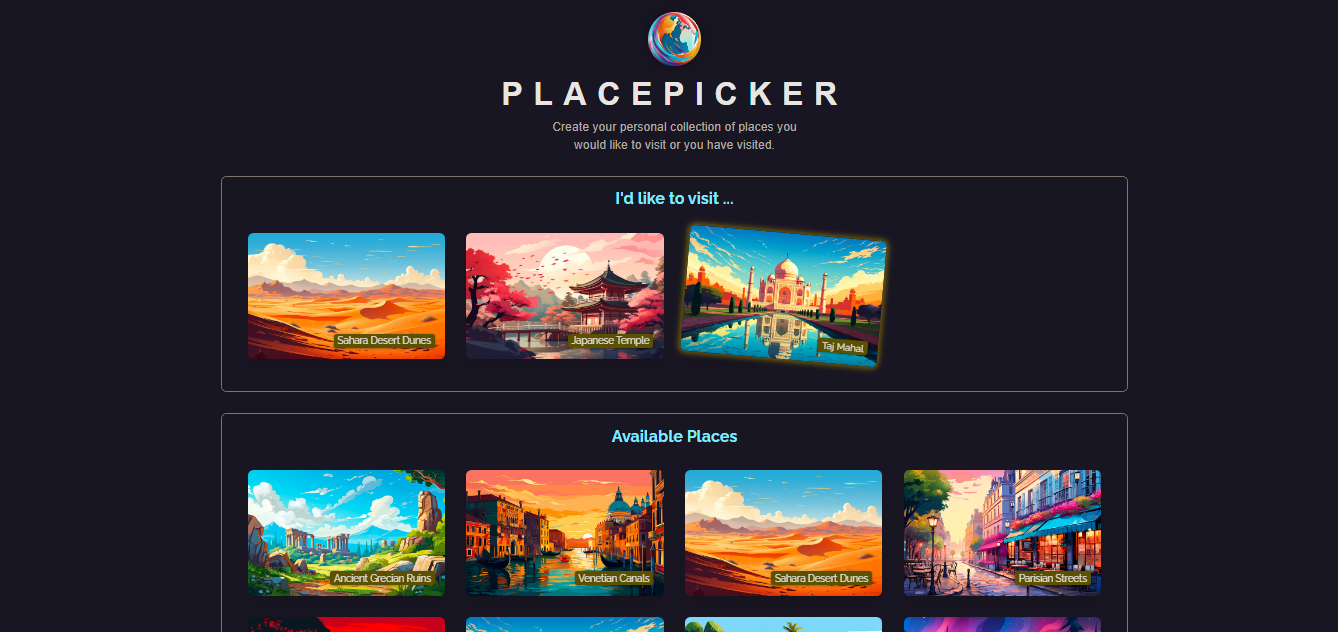 PLACEPICKER
Create your personal collection of places you
would like to visit or you have visited.
I'd like to visit ...
Sahara Desert Dunes
Japanese Temple
Taj Mahal
Available Places
Ancient Grecian Ruins
Venetian Canals
Sahara Desert Dunes
Parisian Streets